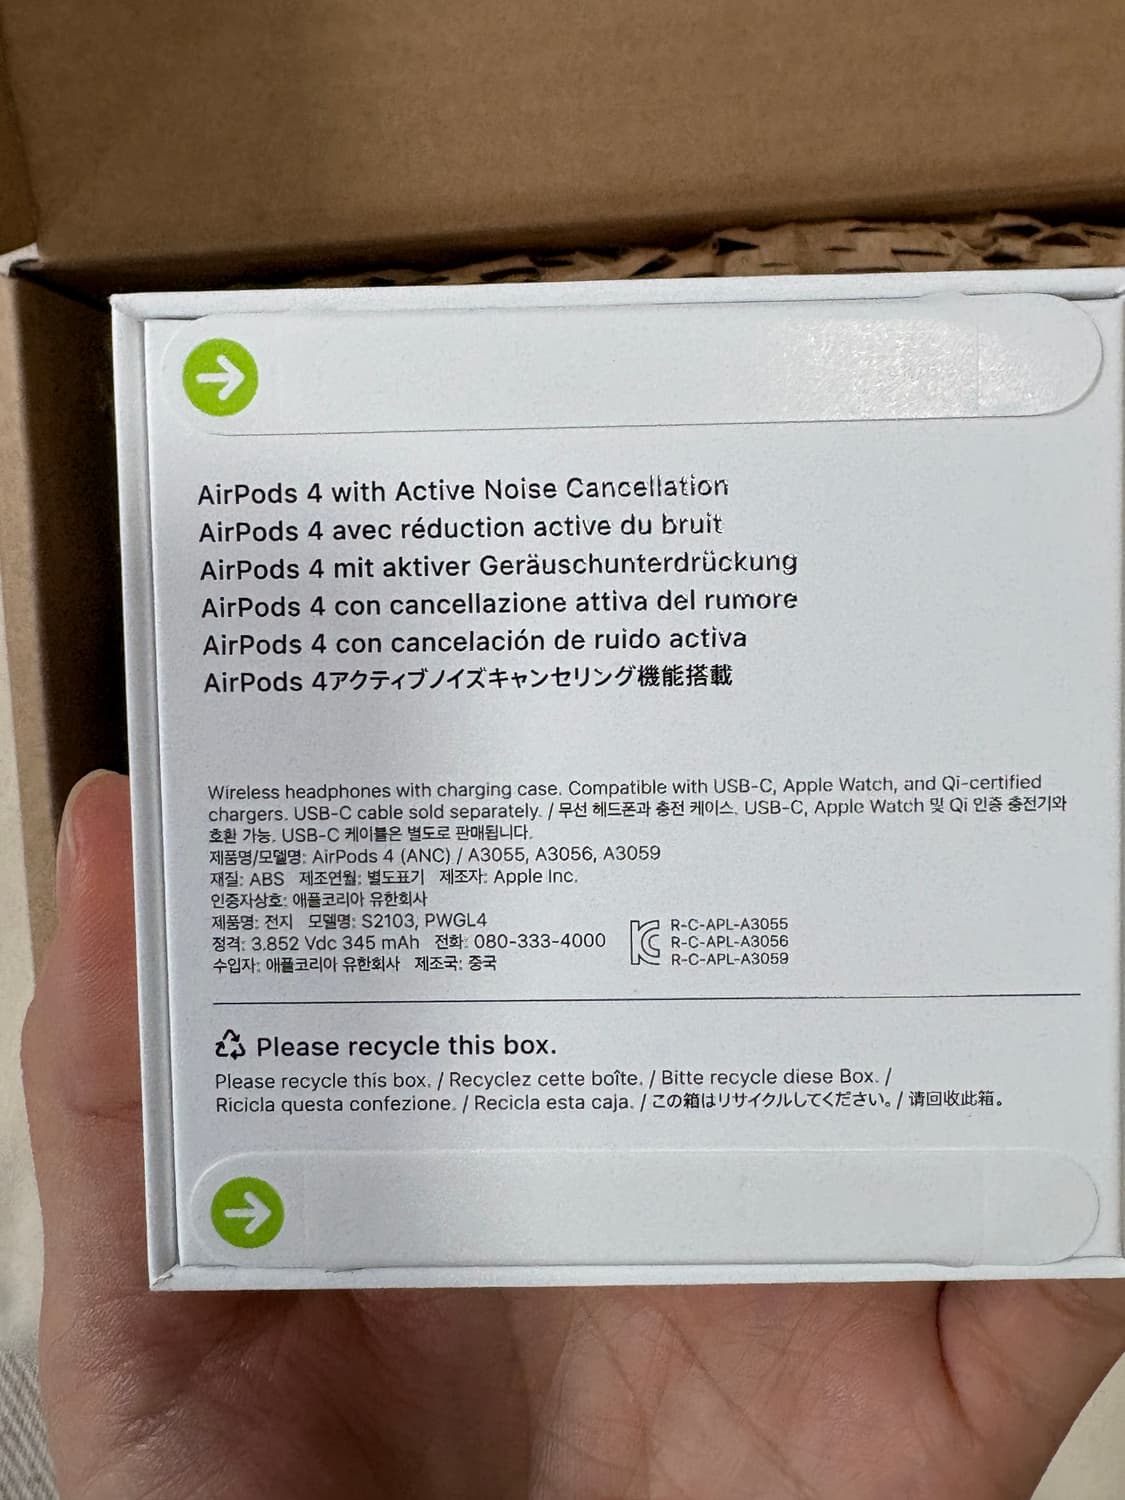 AirPods 4 with Active Noise Cancellation
AirPods 4 avec réduction active du bruit
AirPods 4 mit aktiver Geräuschunterdrückung
AirPods 4 con cancellazione attiva del rumore
AirPods 4 con cancelación de ruido activa
AirPods 4アクティブノイズキャンセリング機能搭載
Wireless headphones with charging case. Compatible with USB-C, Apple Watch, and Qi-certified
chargers. USB-C cable sold separately. / 무선 헤드폰과 충전 케이스. USB-C, Apple Watch 및 Qi 인증 충전기와
호환 가능. USB-C 케이블은 별도로 판매됩니다.
제품명/모델명: AirPods 4 (ANC) / A3055, A3056, A3059
재질: ABS 제조연월: 별도표기 제조자: Apple Inc.
인증자상호: 애플코리아 유한회사
제품명: 전지 모델명: S2103, PWGL4
정격: 3.852 Vdc 345 mAh 전화: 080-333-4000
수입자: 애플코리아 유한회사 제조국: 중국
R-C-APL-A3055
R-C-APL-A3056
R-C-APL-A3059
Please recycle this box.
Please recycle this box. / Recyclez cette boîte. / Bitte recycle diese Box. /
Ricicla questa confezione. / Recicla esta caja. / この箱はリサイクルしてください。/ 请回收此箱。